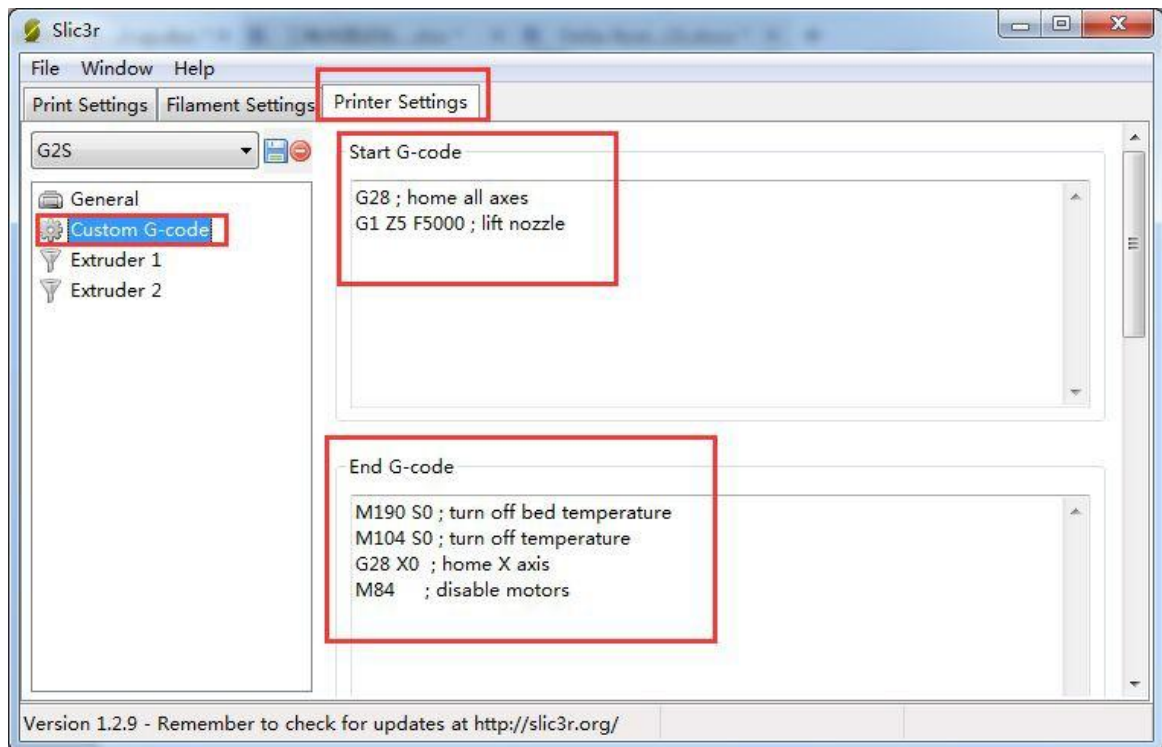 Slic3r
File Window Help
Print Settings Filament Settings Printer Settings
G2S
General
Custom G-code
Extruder 1
Extruder 2
Start G-code
G28 ; home all axes
G1 Z5 F5000 ; lift nozzle
End G-code
M190 S0 ; turn off bed temperature
M104 S0 ; turn off temperature
G28 X0 ; home X axis
M84 ; disable motors
Version 1.2.9 - Remember to check for updates at http://slic3r.org/